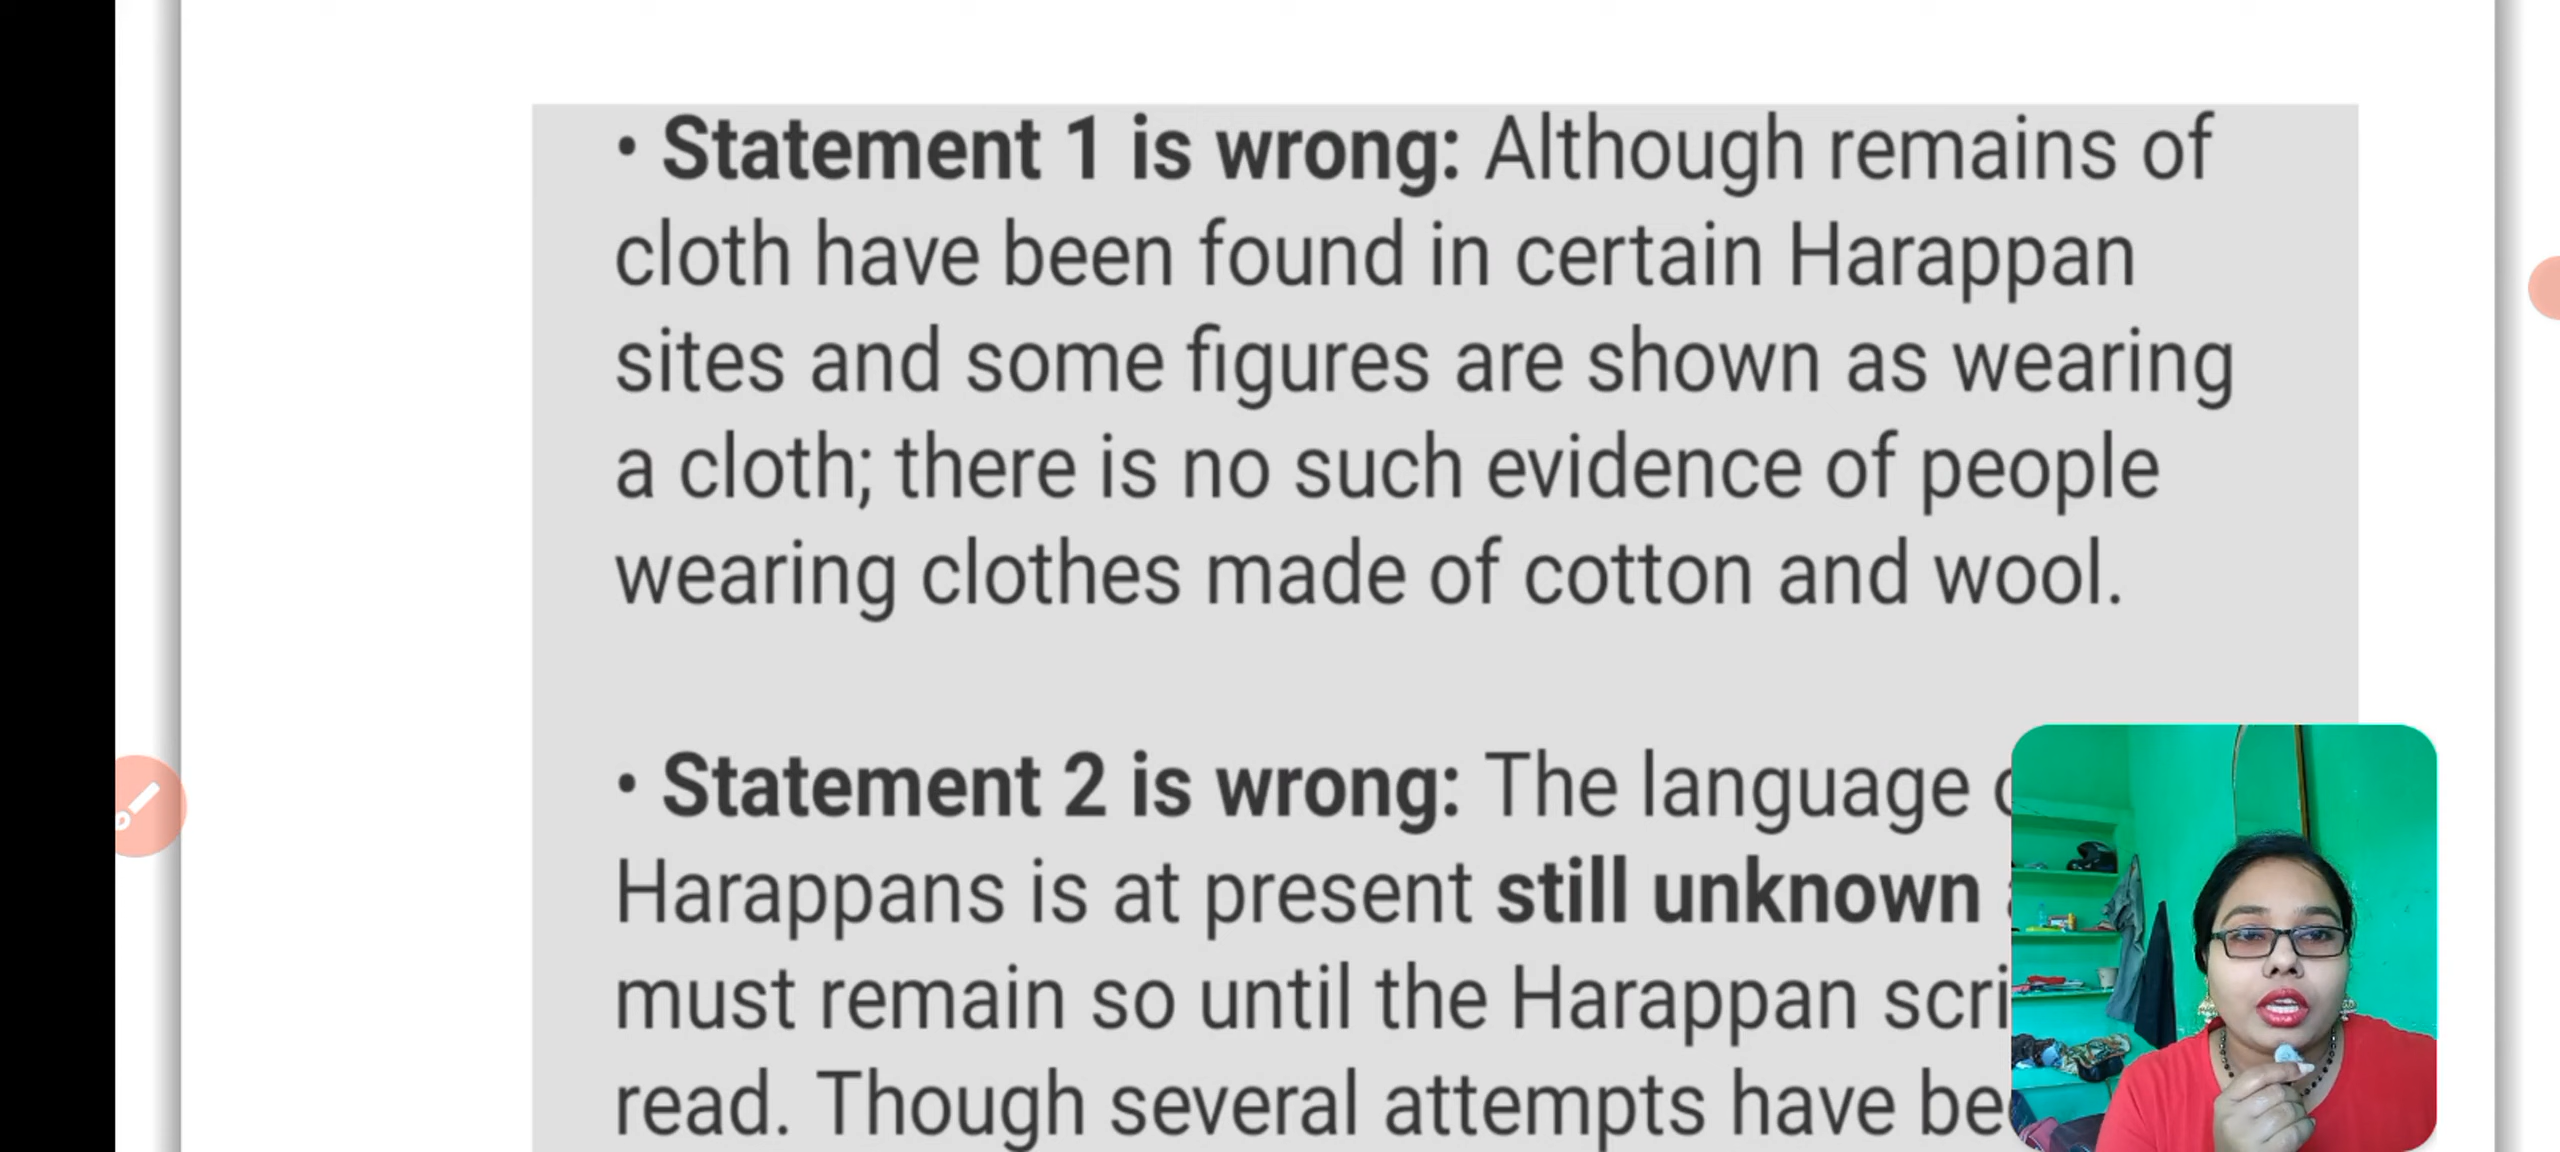 • Statement 1 is wrong: Although remains of
cloth have been found in certain Harappan
sites and some figures are shown as wearing
a cloth; there is no such evidence of people
wearing clothes made of cotton and wool.
• Statement 2 is wrong: The language
Harappans is at present still unknown
must remain so until the Harappan
read. Though several attempts have